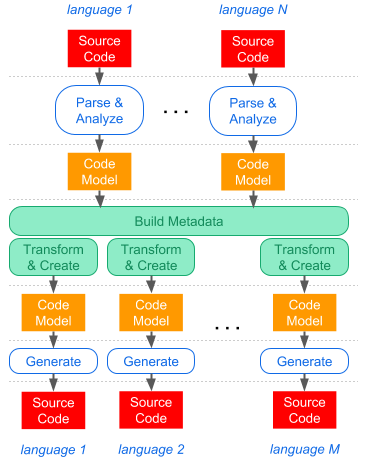 language 1
language N
Source
Code
Source
Code
Parse &
Analyze
. . .
Parse &
Analyze
Code
Model
Code
Model
Build Metadata
Transform
& Create
Transform
& Create
Transform
& Create
Code
Model
Code
Model
. . .
Code
Model
Generate
Generate
Generate
Source
Code
Source
Code
Source
Code
language 1
language 2
language M